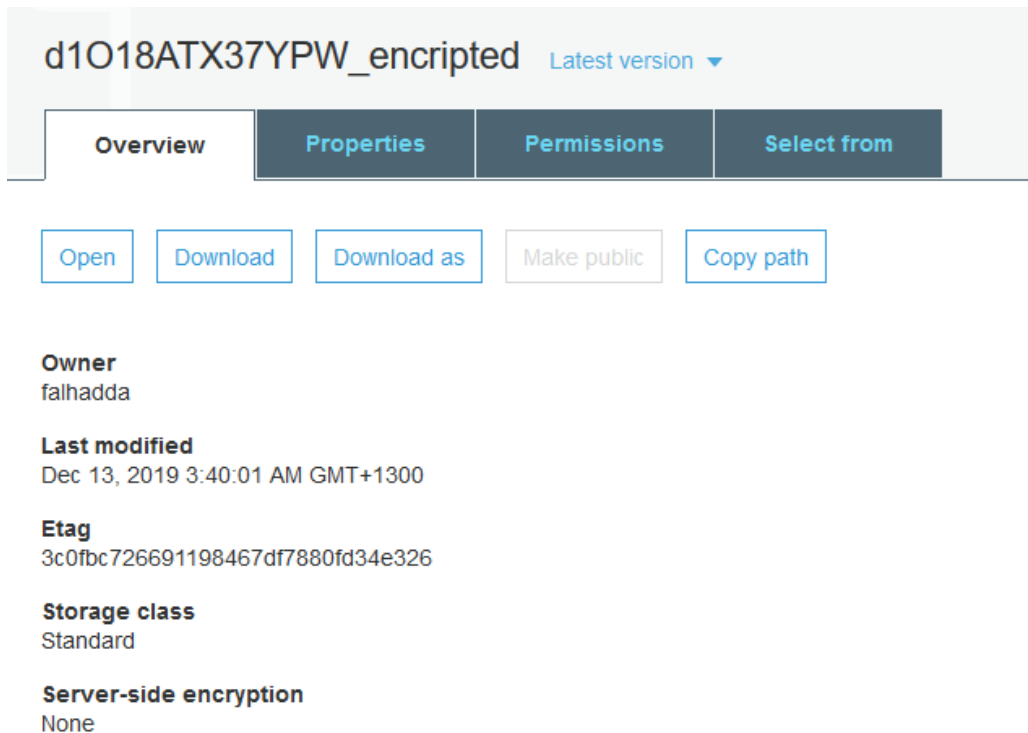 d1O18ATX37YPW_encripted Latest version
Overview Properties Permissions Select from
Open Download Download as Make public Copy path
Owner
falhadda
Last modified
Dec 13, 2019 3:40:01 AM GMT+1300
Etag
3c0fbc726691198467df7880fd34e326
Storage class
Standard
Server-side encryption
None